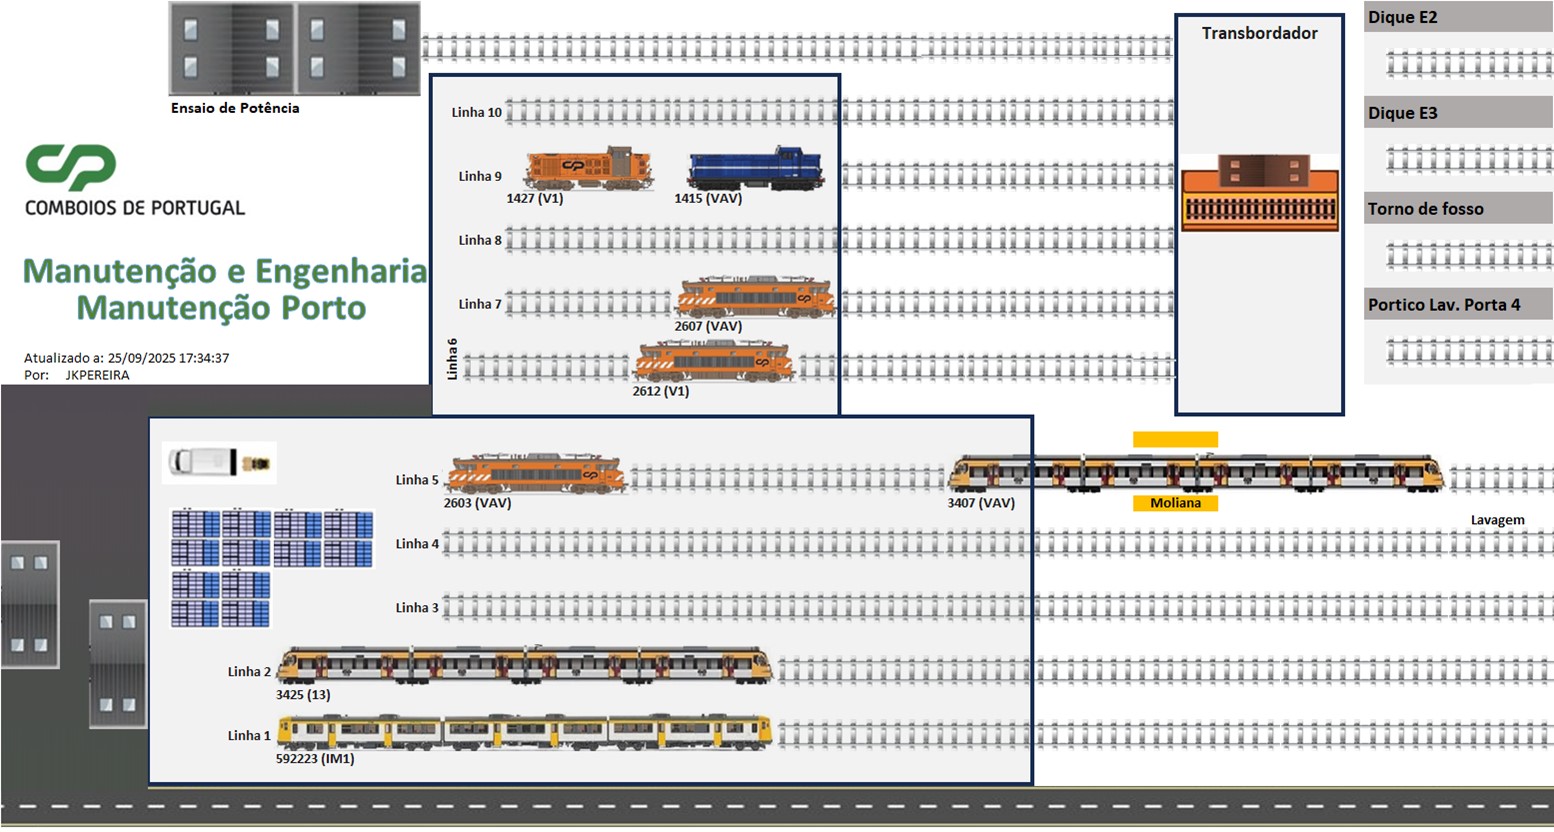 Ensaio de Potência
CP
COMBOIOS DE PORTUGAL
Manutenção e Engenharia
Manutenção Porto
Atualizado a: 25/09/2025 17:34:37
Por: JKPEREIRA
Linha 10
Linha 9
1427 (V1)
1415 (VAV)
Linha 8
Linha 7
2607 (VAV)
Linha 6
2612 (V1)
Transbordador
Dique E2
Dique E3
Torno de fosso
Portico Lav. Porta 4
Linha 5
2603 (VAV)
3407 (VAV)
Moliana
Lavagem
Linha 4
Linha 3
Linha 2
3425 (13)
Linha 1
592223 (IM1)